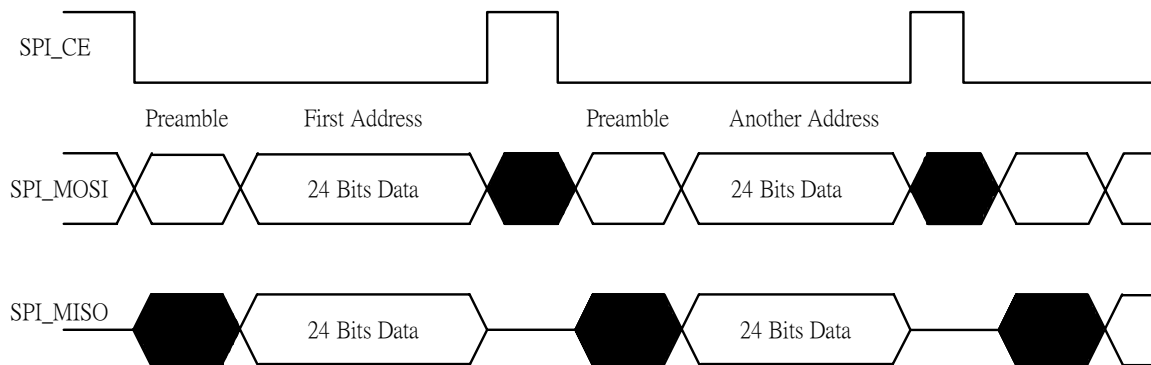 SPI_CE
Preamble First Address Preamble Another Address
SPI_MOSI 24 Bits Data 24 Bits Data
SPI_MISO 24 Bits Data 24 Bits Data